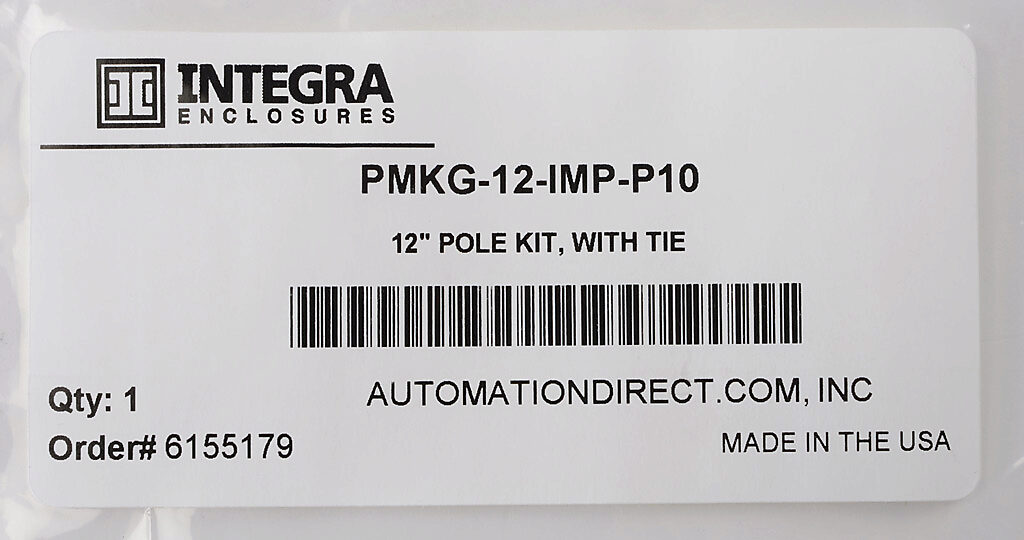 INTEGRA
ENCLOSURES
PMKG-12-IMP-P10
12" POLE KIT, WITH TIE
AUTOMATIONDIRECT.COM, INC
Qty: 1
Order# 6155179
MADE IN THE USA